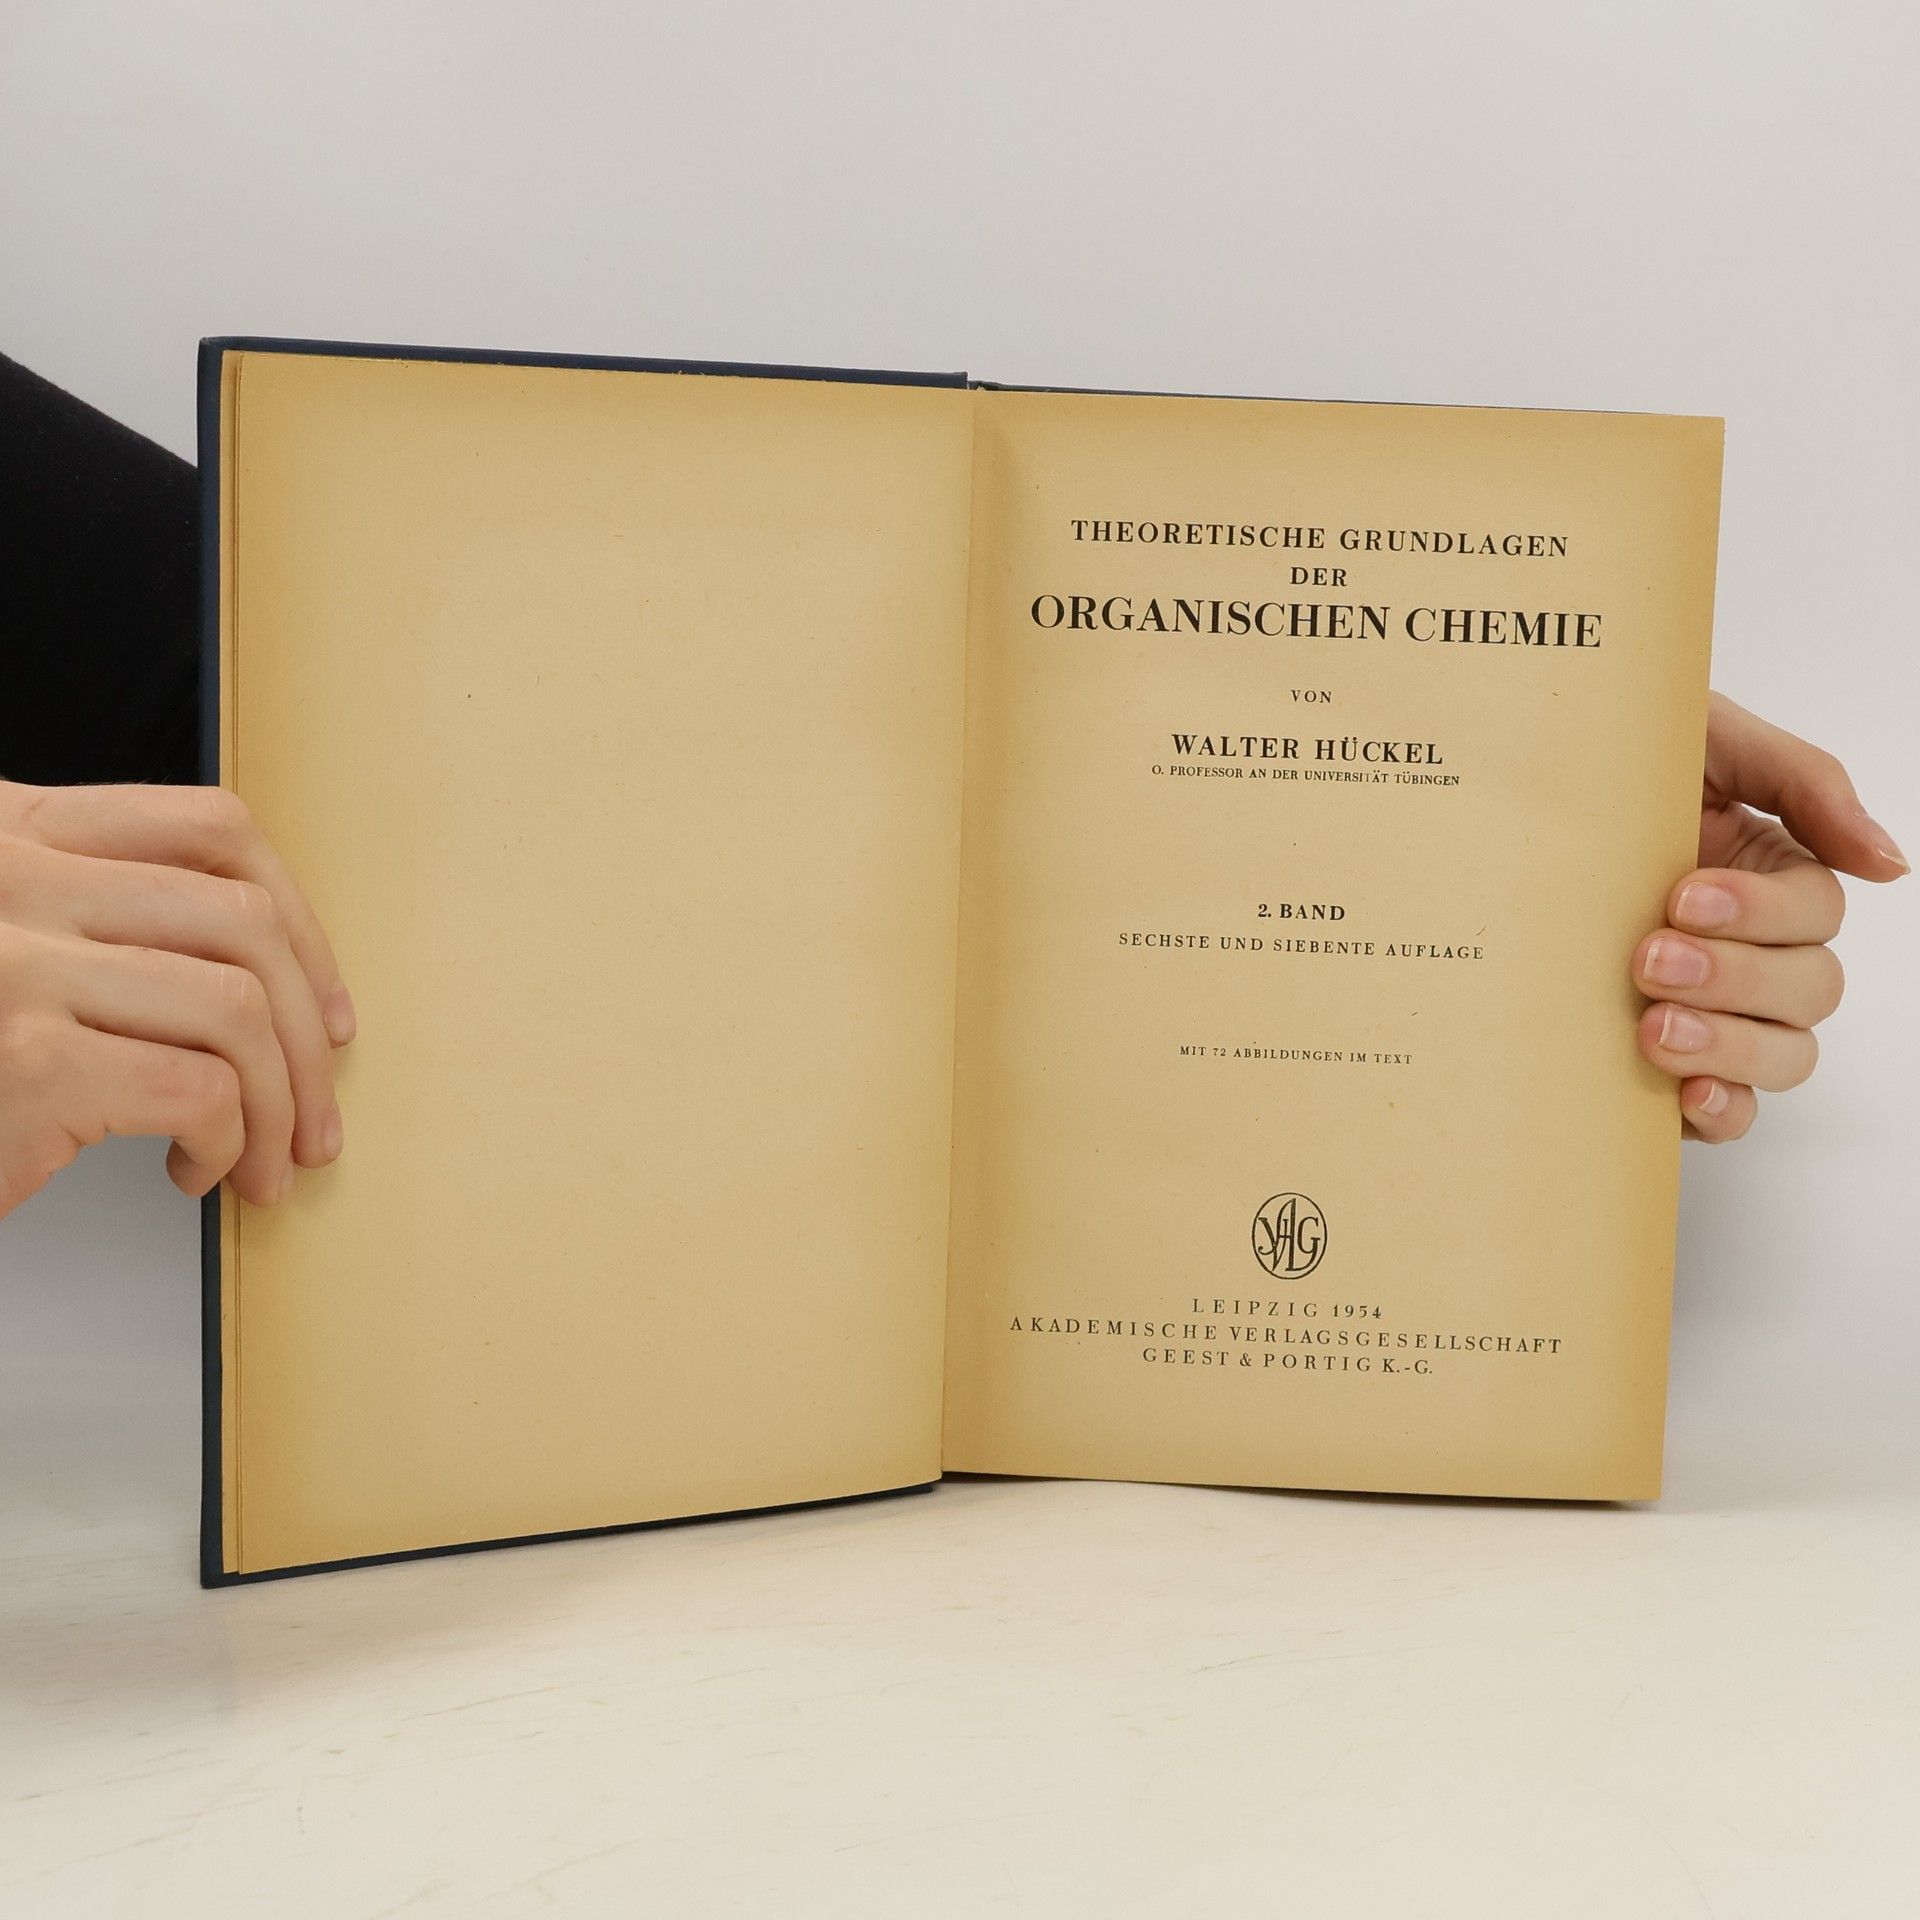 THEORETISCHE GRUNDLAGEN
DER
ORGANISCHEN CHEMIE
VON
WALTER HÜCKEL
O. PROFESSOR AN DER UNIVERSITÄT TÜBINGEN
2. BAND
SECHSTE UND SIEBENTE AUFLAGE
MIT 72 ABBILDUNGEN IM TEXT
VAG
LEIPZIG 1954
AKADEMISCHE VERLAGSGESELLSCHAFT
GEEST & PORTIG K.-G.